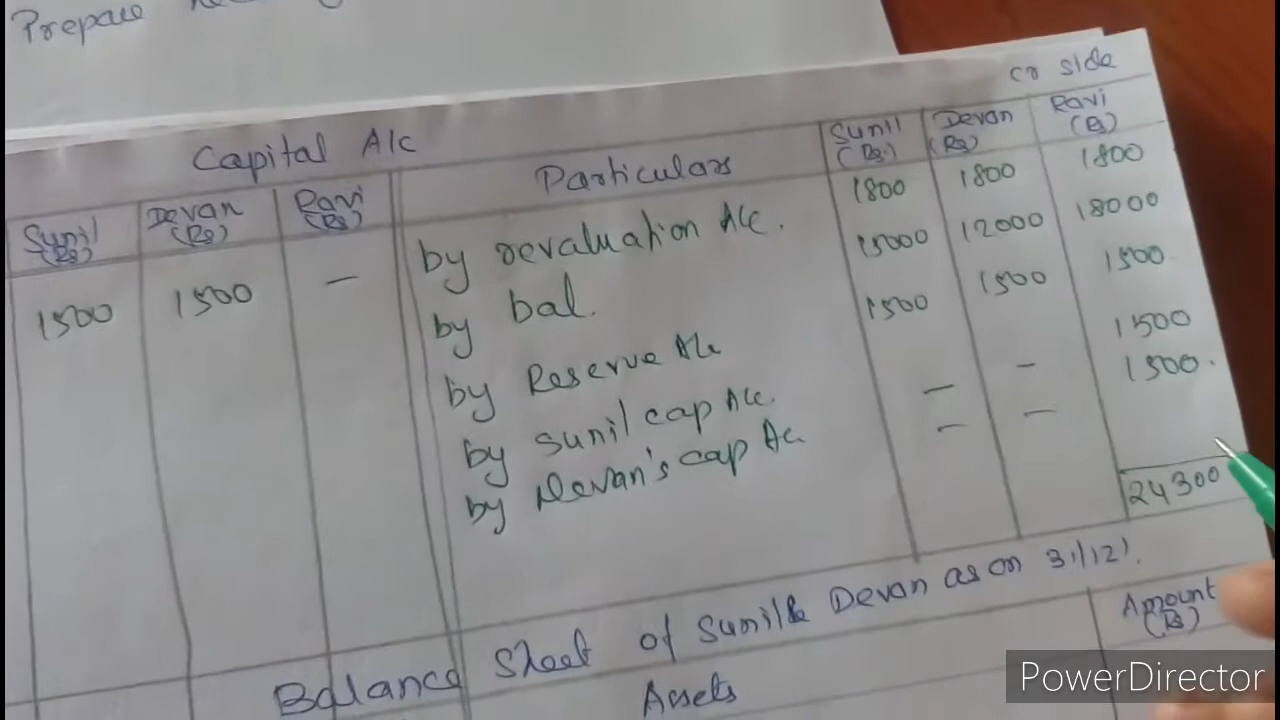 Prepare
cr side
Capital A/c
Sunil (Rs) Devan (Rs) Ravi (Rs) Particulars Sunil (Rs.) Devan (Rs) Ravi (Rs)
1500 1500 — by revaluation A/c. 1800 1800 1800
by bal. 15000 12000 18000
by Reserve A/c 1500 1500 1500
by Sunil cap A/c. — — 1500
by Devan's cap A/c — — 1500.
24300
Balance Sheet of Sunil & Devan as on 31/12/
Assets Amount (Rs)
PowerDirector